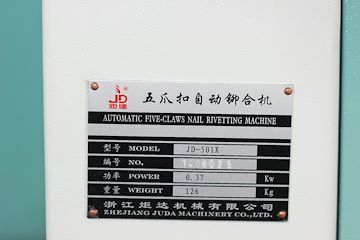 JD
炬達
五爪扣自动铆合机
AUTOMATIC FIVE-CLAWS NAIL RIVETTING MACHINE
型号 MODEL JD-501X
编号 NO.
功率 POWER 0.37 Kw
重量 WEIGHT 126 Kg
浙江炬达机械有限公司
ZHEJIANG JUDA MACHINERY CO.,LTD.